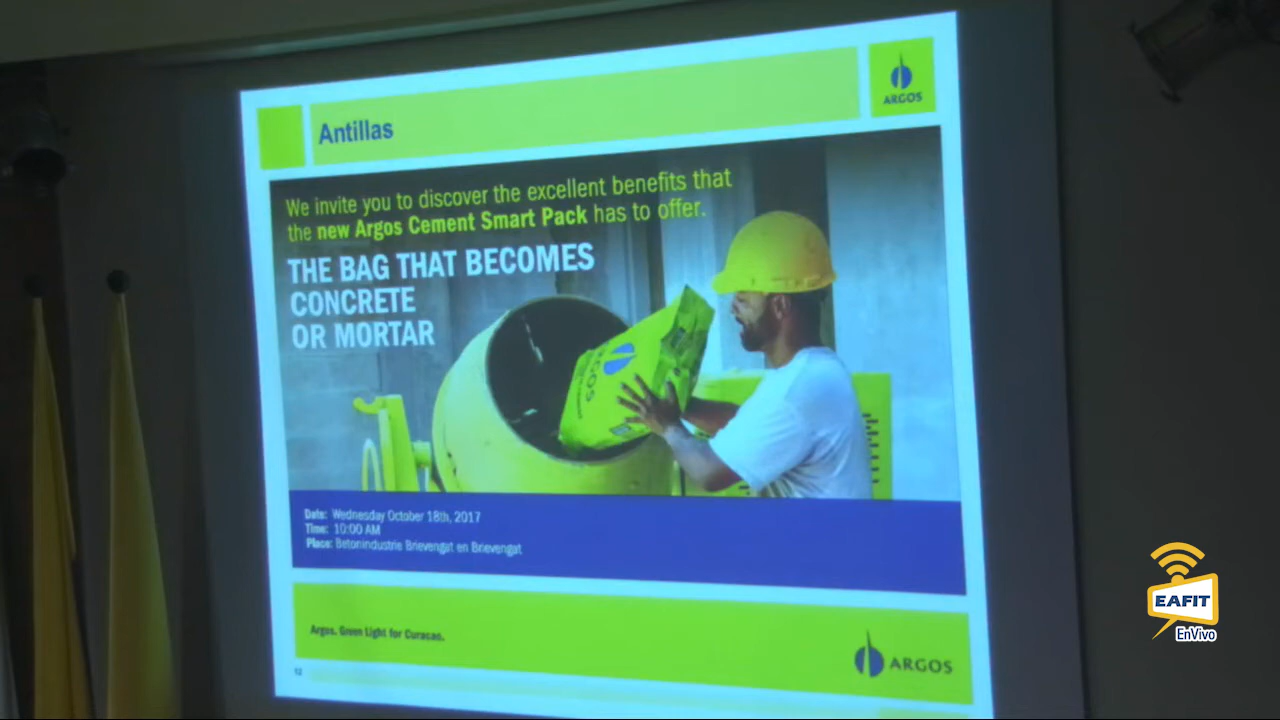 Antillas
ARGOS
We invite you to discover the excellent benefits that
the new Argos Cement Smart Pack has to offer.
THE BAG THAT BECOMES
CONCRETE
OR MORTAR
ARGOS
Date: Wednesday October 18th, 2017
Time: 10:00 AM
Place: Betonindustrie Brievengat en Brievengat
Argos. Green Light for Curacao.
ARGOS
12
EAFIT
EnVivo